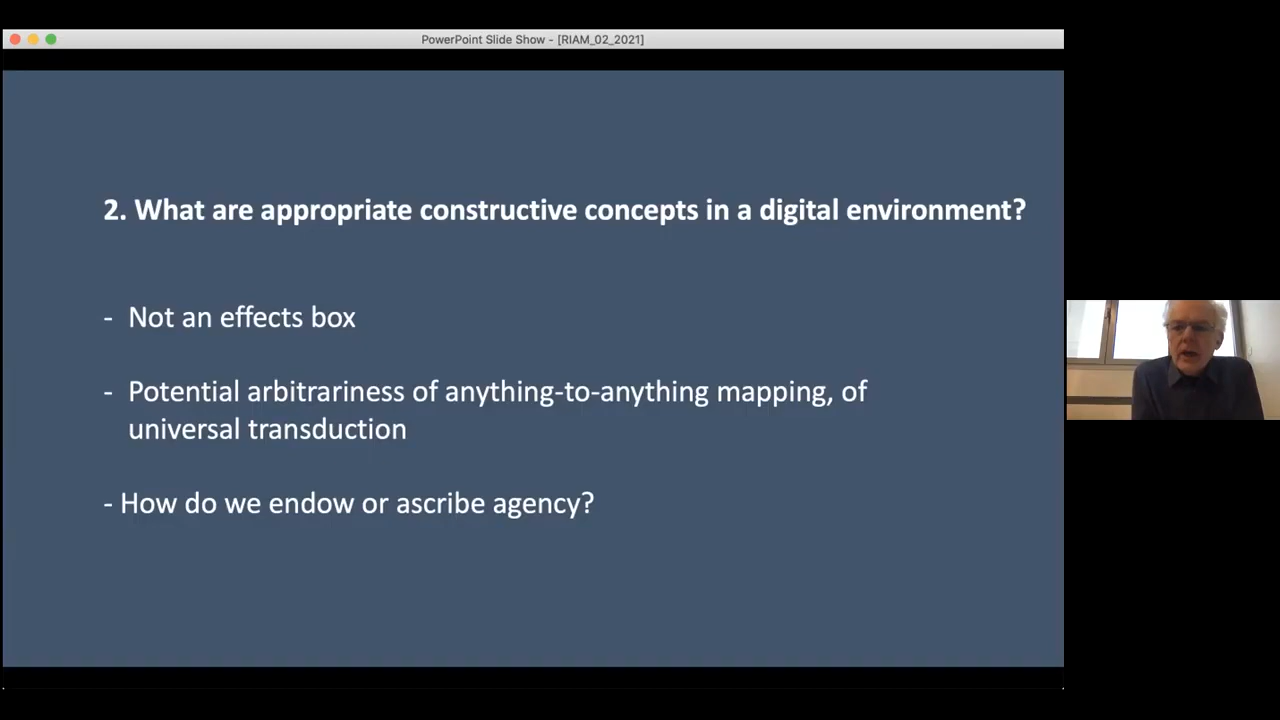 PowerPoint Slide Show - [RIAM_02_2021]
2. What are appropriate constructive concepts in a digital environment?
- Not an effects box
- Potential arbitrariness of anything-to-anything mapping, of
universal transduction
- How do we endow or ascribe agency?